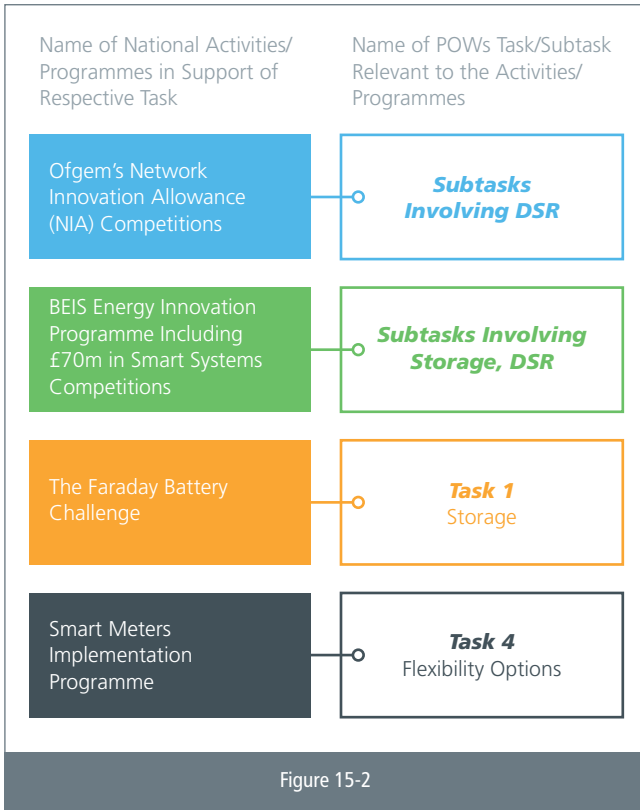 Name of National Activities/
Programmes in Support of
Respective Task
Name of POWs Task/Subtask
Relevant to the Activities/
Programmes
Ofgem's Network
Innovation Allowance
(NIA) Competitions
Subtasks
Involving DSR
BEIS Energy Innovation
Programme Including
£70m in Smart Systems
Competitions
Subtasks Involving
Storage, DSR
The Faraday Battery
Challenge
Task 1
Storage
Smart Meters
Implementation
Programme
Task 4
Flexibility Options
Figure 15-2